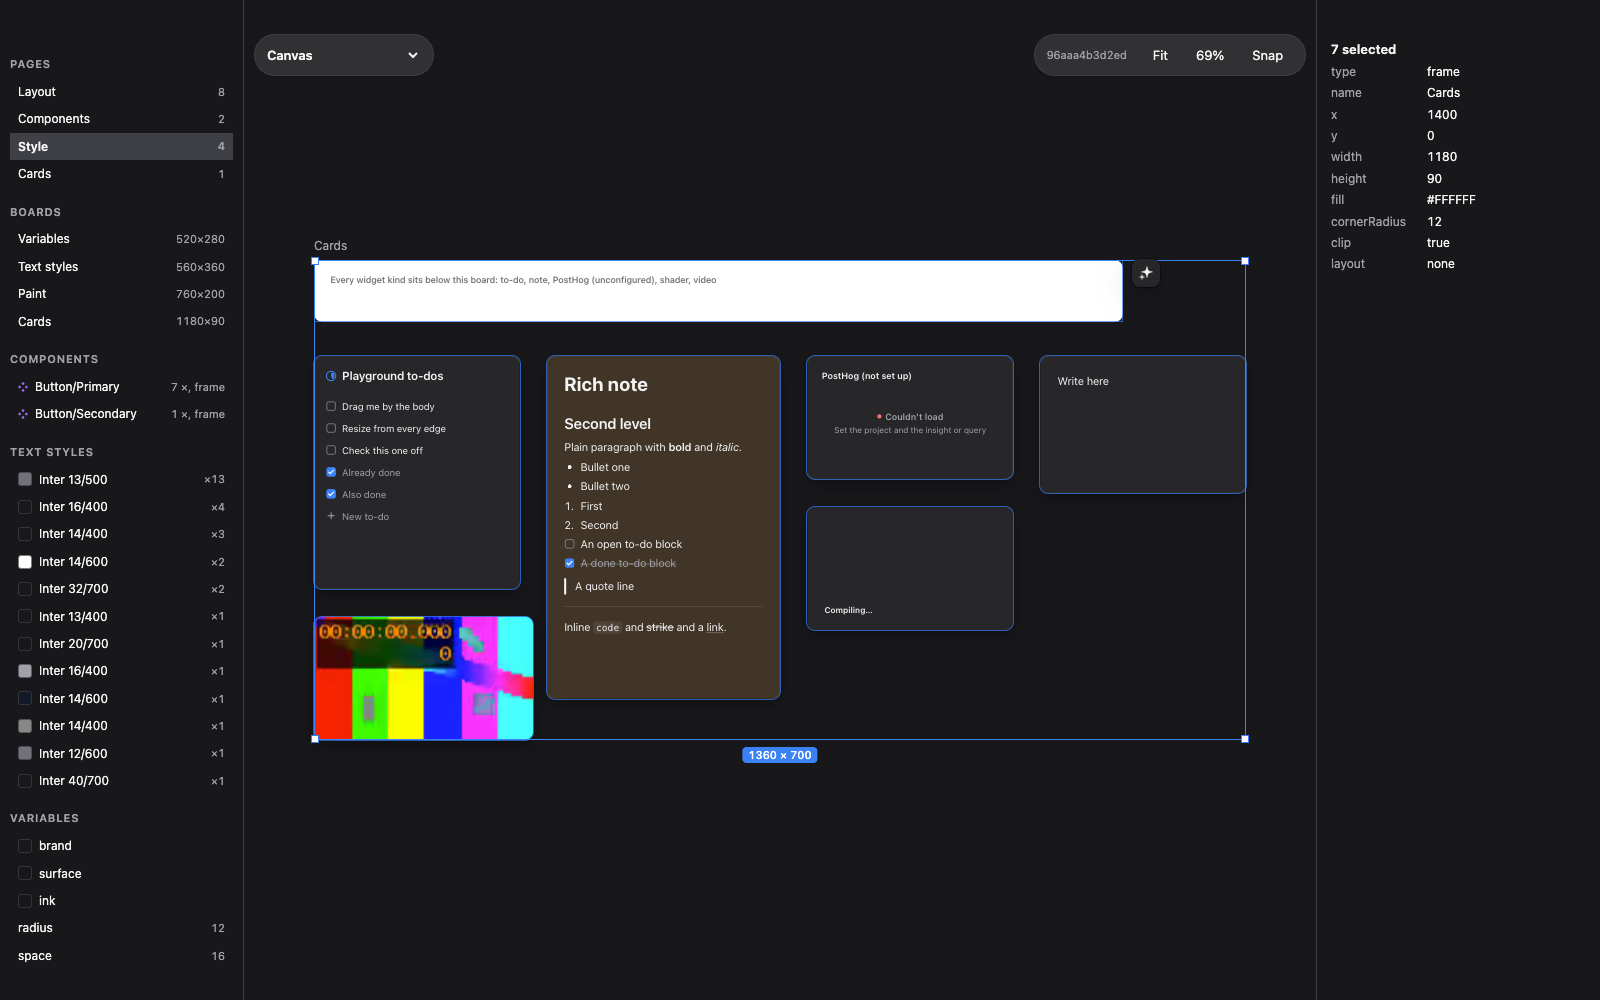 PAGES
Layout 8
Components 2
Style 4
Cards 1
BOARDS
Variables 520×280
Text styles 560×360
Paint 760×200
Cards 1180×90
COMPONENTS
Button/Primary 7 ×, frame
Button/Secondary 1 ×, frame
TEXT STYLES
Inter 13/500 ×13
Inter 16/400 ×4
Inter 14/400 ×3
Inter 14/600 ×2
Inter 32/700 ×2
Inter 13/400 ×1
Inter 20/700 ×1
Inter 16/400 ×1
Inter 14/600 ×1
Inter 14/400 ×1
Inter 12/600 ×1
Inter 40/700 ×1
VARIABLES
brand
surface
ink
radius 12
space 16
Canvas
96aaa4b3d2ed Fit 69% Snap
Cards
Every widget kind sits below this board: to-do, note, PostHog (unconfigured), shader, video
Playground to-dos
Drag me by the body
Resize from every edge
Check this one off
Already done
Also done
New to-do
00:00:00.000
0
Rich note
Second level
Plain paragraph with bold and italic.
• Bullet one
• Bullet two
1. First
2. Second
An open to-do block
A done to-do block
A quote line
Inline code and strike and a link.
PostHog (not set up)
Couldn't load
Set the project and the insight or query
Compiling...
Write here
1360 × 700
7 selected
type frame
name Cards
x 1400
y 0
width 1180
height 90
fill #FFFFFF
cornerRadius 12
clip true
layout none